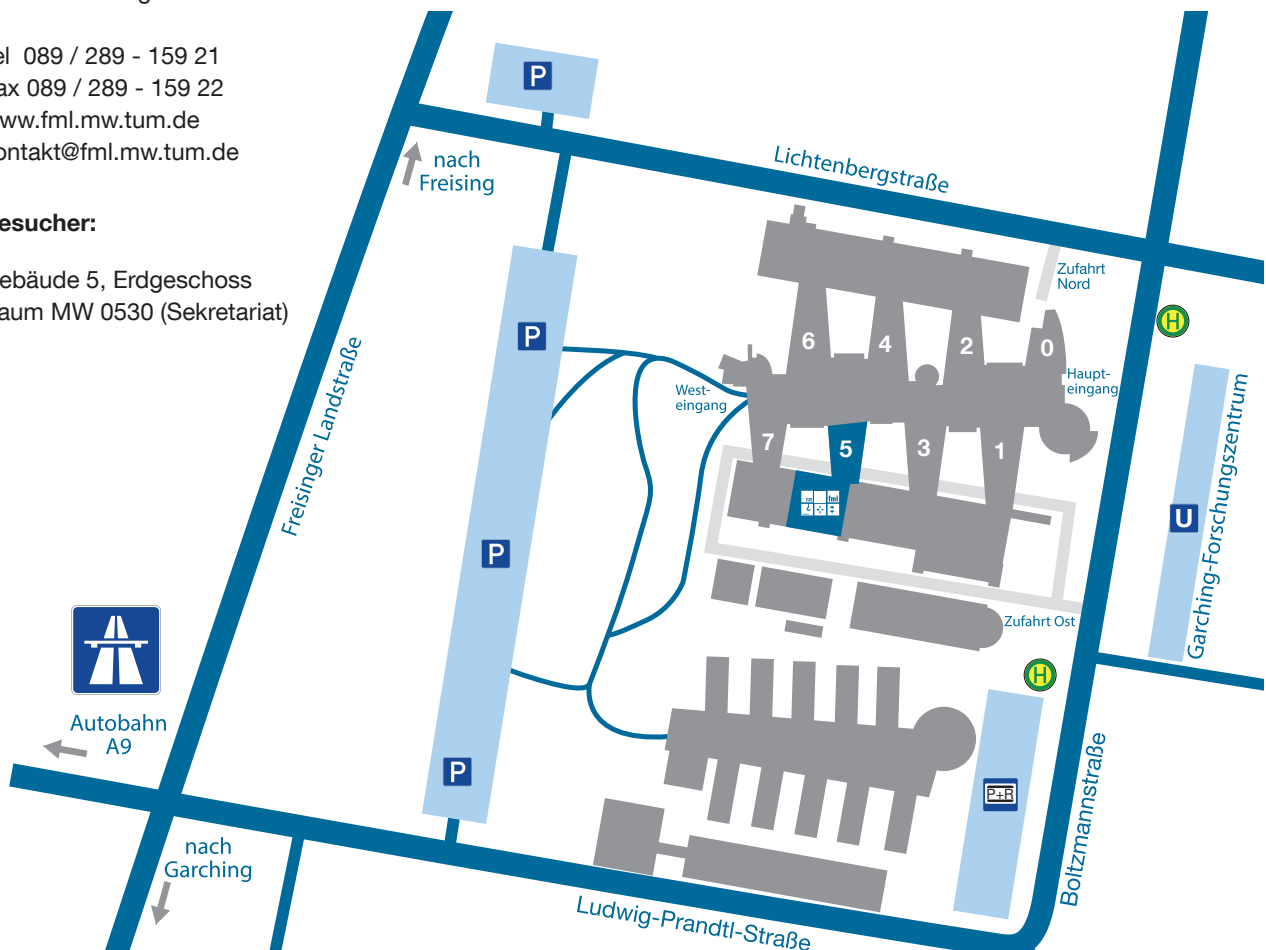 el 089 / 289 - 159 21
ax 089 / 289 - 159 22
ww.fml.mw.tum.de
ontakt@fml.mw.tum.de
esucher:
ebäude 5, Erdgeschoss
aum MW 0530 (Sekretariat)
P
nach
Freising
Lichtenbergstraße
Zufahrt
Nord
H
P
6
4
2
0
Haupt-
eingang
West-
eingang
7
5
3
1
fml
Freisinger Landstraße
Garching-Forschungszentrum
U
P
Zufahrt Ost
H
Autobahn
A9
P
P+R
Boltzmannstraße
nach
Garching
Ludwig-Prandtl-Straße